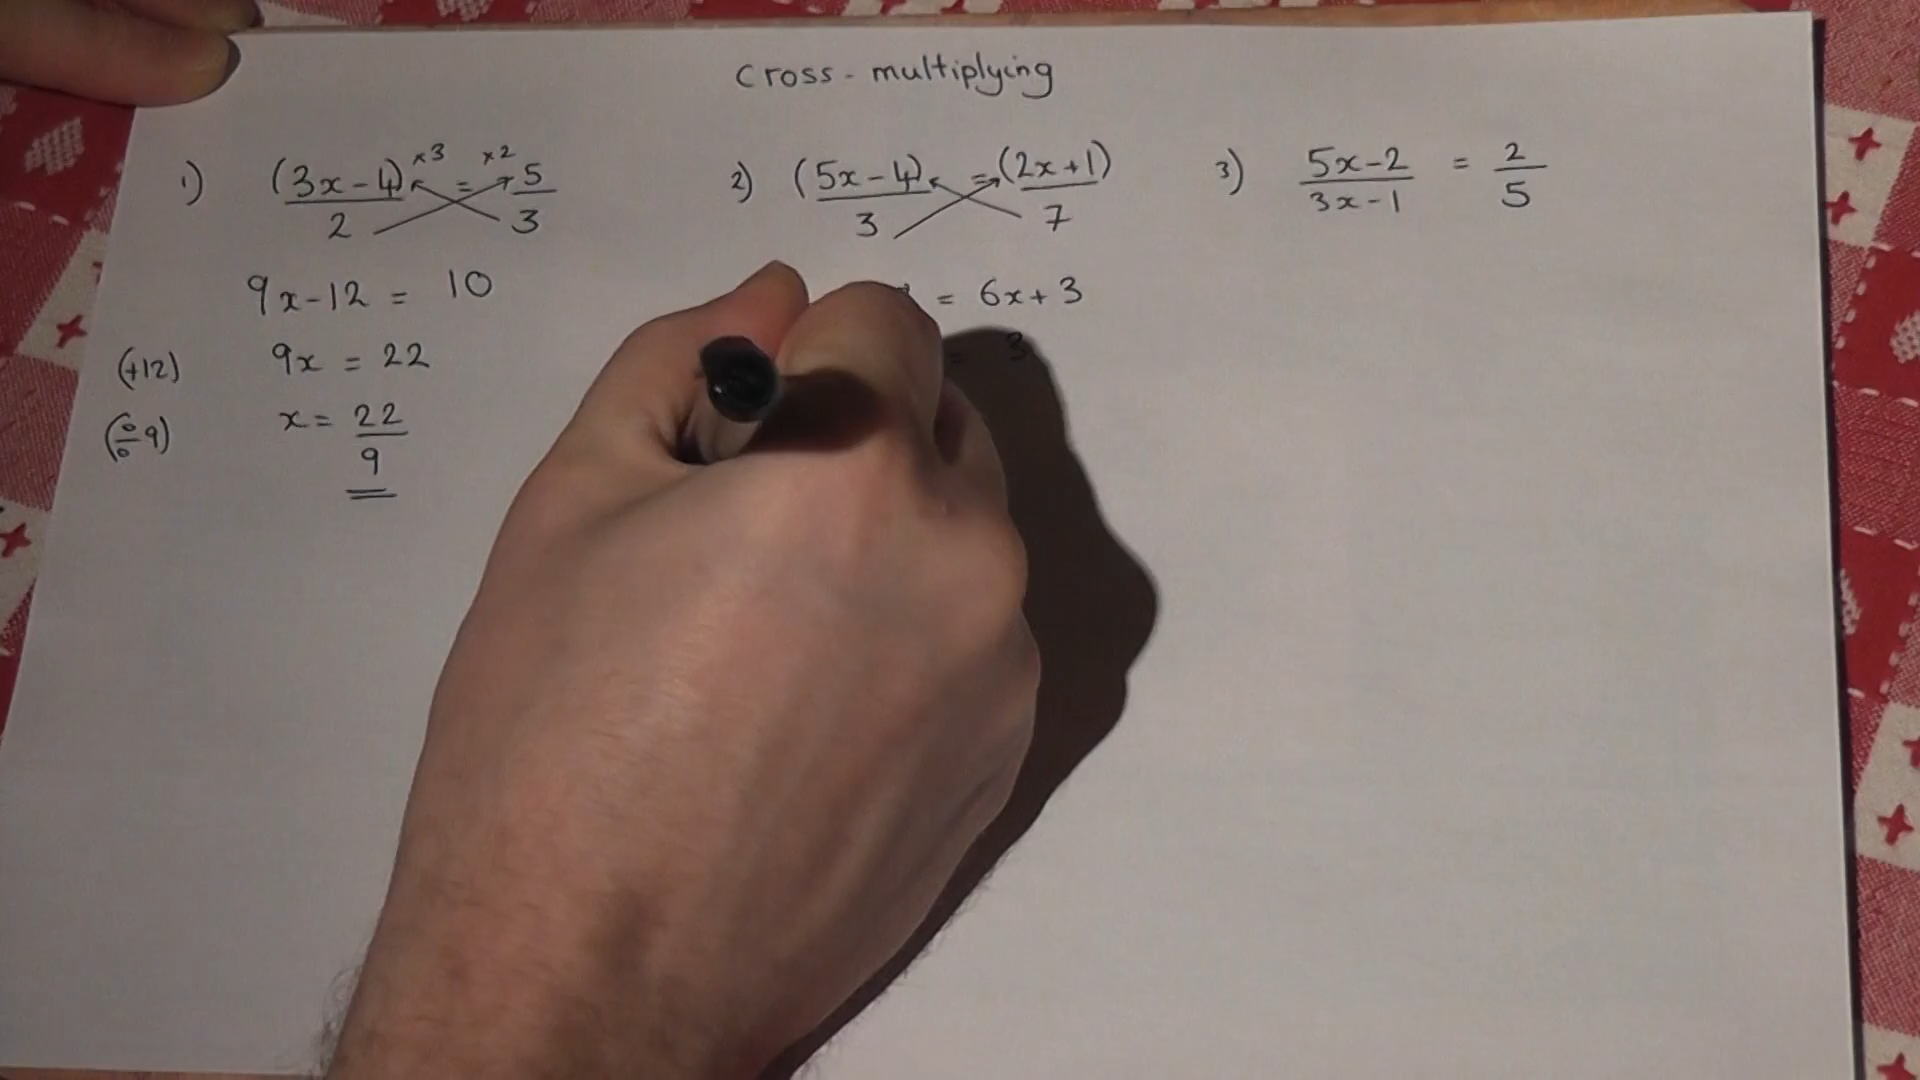 Cross-multiplying
1) (3x-4) ×3 = ×2 5
2 3
9x-12 = 10
(+12) 9x = 22
(÷9) x = 22
9
2) (5x-4) = (2x+1)
3 7
= 6x+3
= 3
3) 5x-2 = 2
3x-1 5